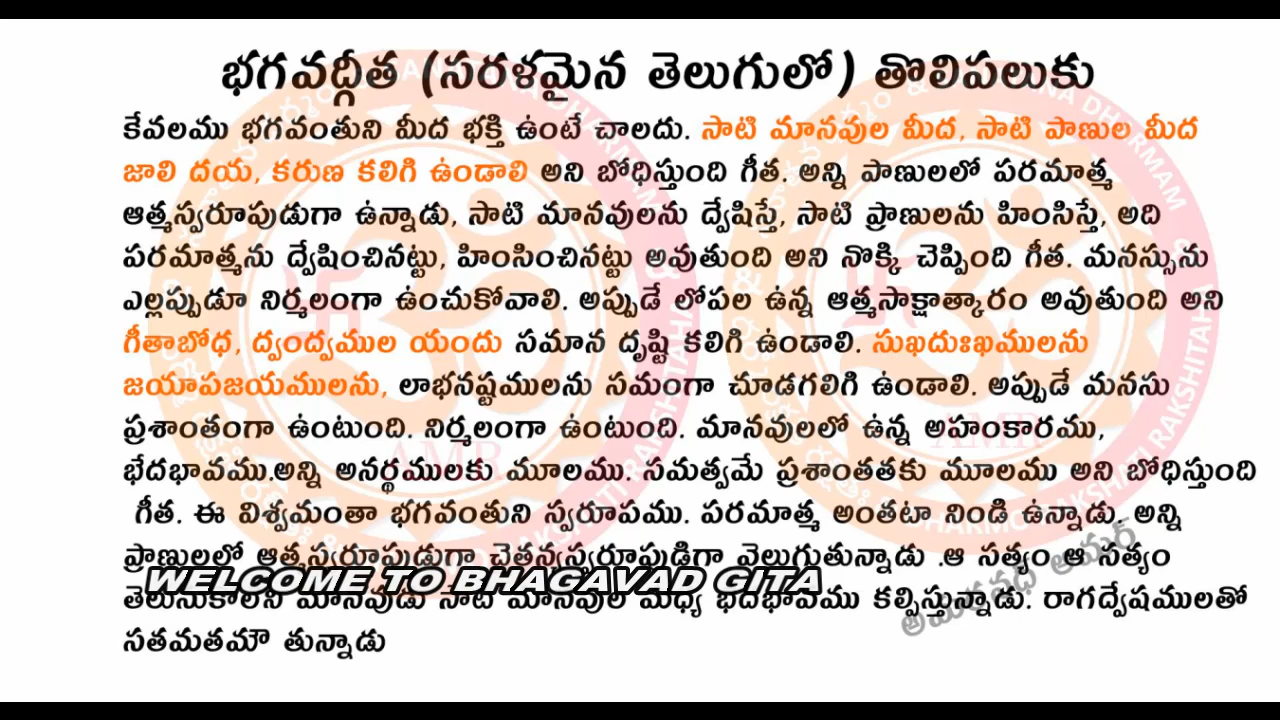 భగవద్గీత (సరళమైన తెలుగులో) తొలిపలుకు
కేవలము భగవంతుని మీద భక్తి ఉంటే చాలదు. సాటి మానవుల మీద, సాటి పాణుల మీద
జాలి దయ, కరుణ కలిగి ఉండాలి అని బోధిస్తుంది గీత. అన్ని పాణులలో పరమాత్మ
ఆత్మస్వరూపుడుగా ఉన్నాడు, సాటి మానవులను ద్వేషిస్తే, సాటి ప్రాణులను హింసిస్తే, అది
పరమాత్మను ద్వేషించినట్టు, హింసించినట్టు అవుతుంది అని నొక్కి చెప్పింది గీత. మనస్సును
ఎల్లప్పుడూ నిర్మలంగా ఉంచుకోవాలి. అప్పుడే లోపల ఉన్న ఆత్మసాక్షాత్కారం అవుతుంది అని
గీతాబోధ, ద్వంద్వముల యందు సమాన దృష్టి కలిగి ఉండాలి. సుఖదుఃఖములను
జయాపజయములను, లాభనష్టములను సమంగా చూడగలిగి ఉండాలి. అప్పుడే మనసు
ప్రశాంతంగా ఉంటుంది. నిర్మలంగా ఉంటుంది. మానవులలో ఉన్న అహంకారము,
భేదభావము.అన్ని అనర్థములకు మూలము. సమత్వమే ప్రశాంతతకు మూలము అని బోధిస్తుంది
గీత. ఈ విశ్వమంతా భగవంతుని స్వరూపము. పరమాత్మ అంతటా నిండి ఉన్నాడు. అన్ని
ప్రాణులలో ఆత్మస్వరూపుడుగా చైతన్యస్వరూపుడిగా వెలుగుతున్నాడు .ఆ సత్యం ఆ సత్యం
WELCOME TO BHAGAVAD GITA
తెలుసుకోలేని మానవుడు సాటి మానవుల మధ్య భేదభావము కల్పిస్తున్నాడు. రాగద్వేషములతో
సతమతమౌ తున్నాడు